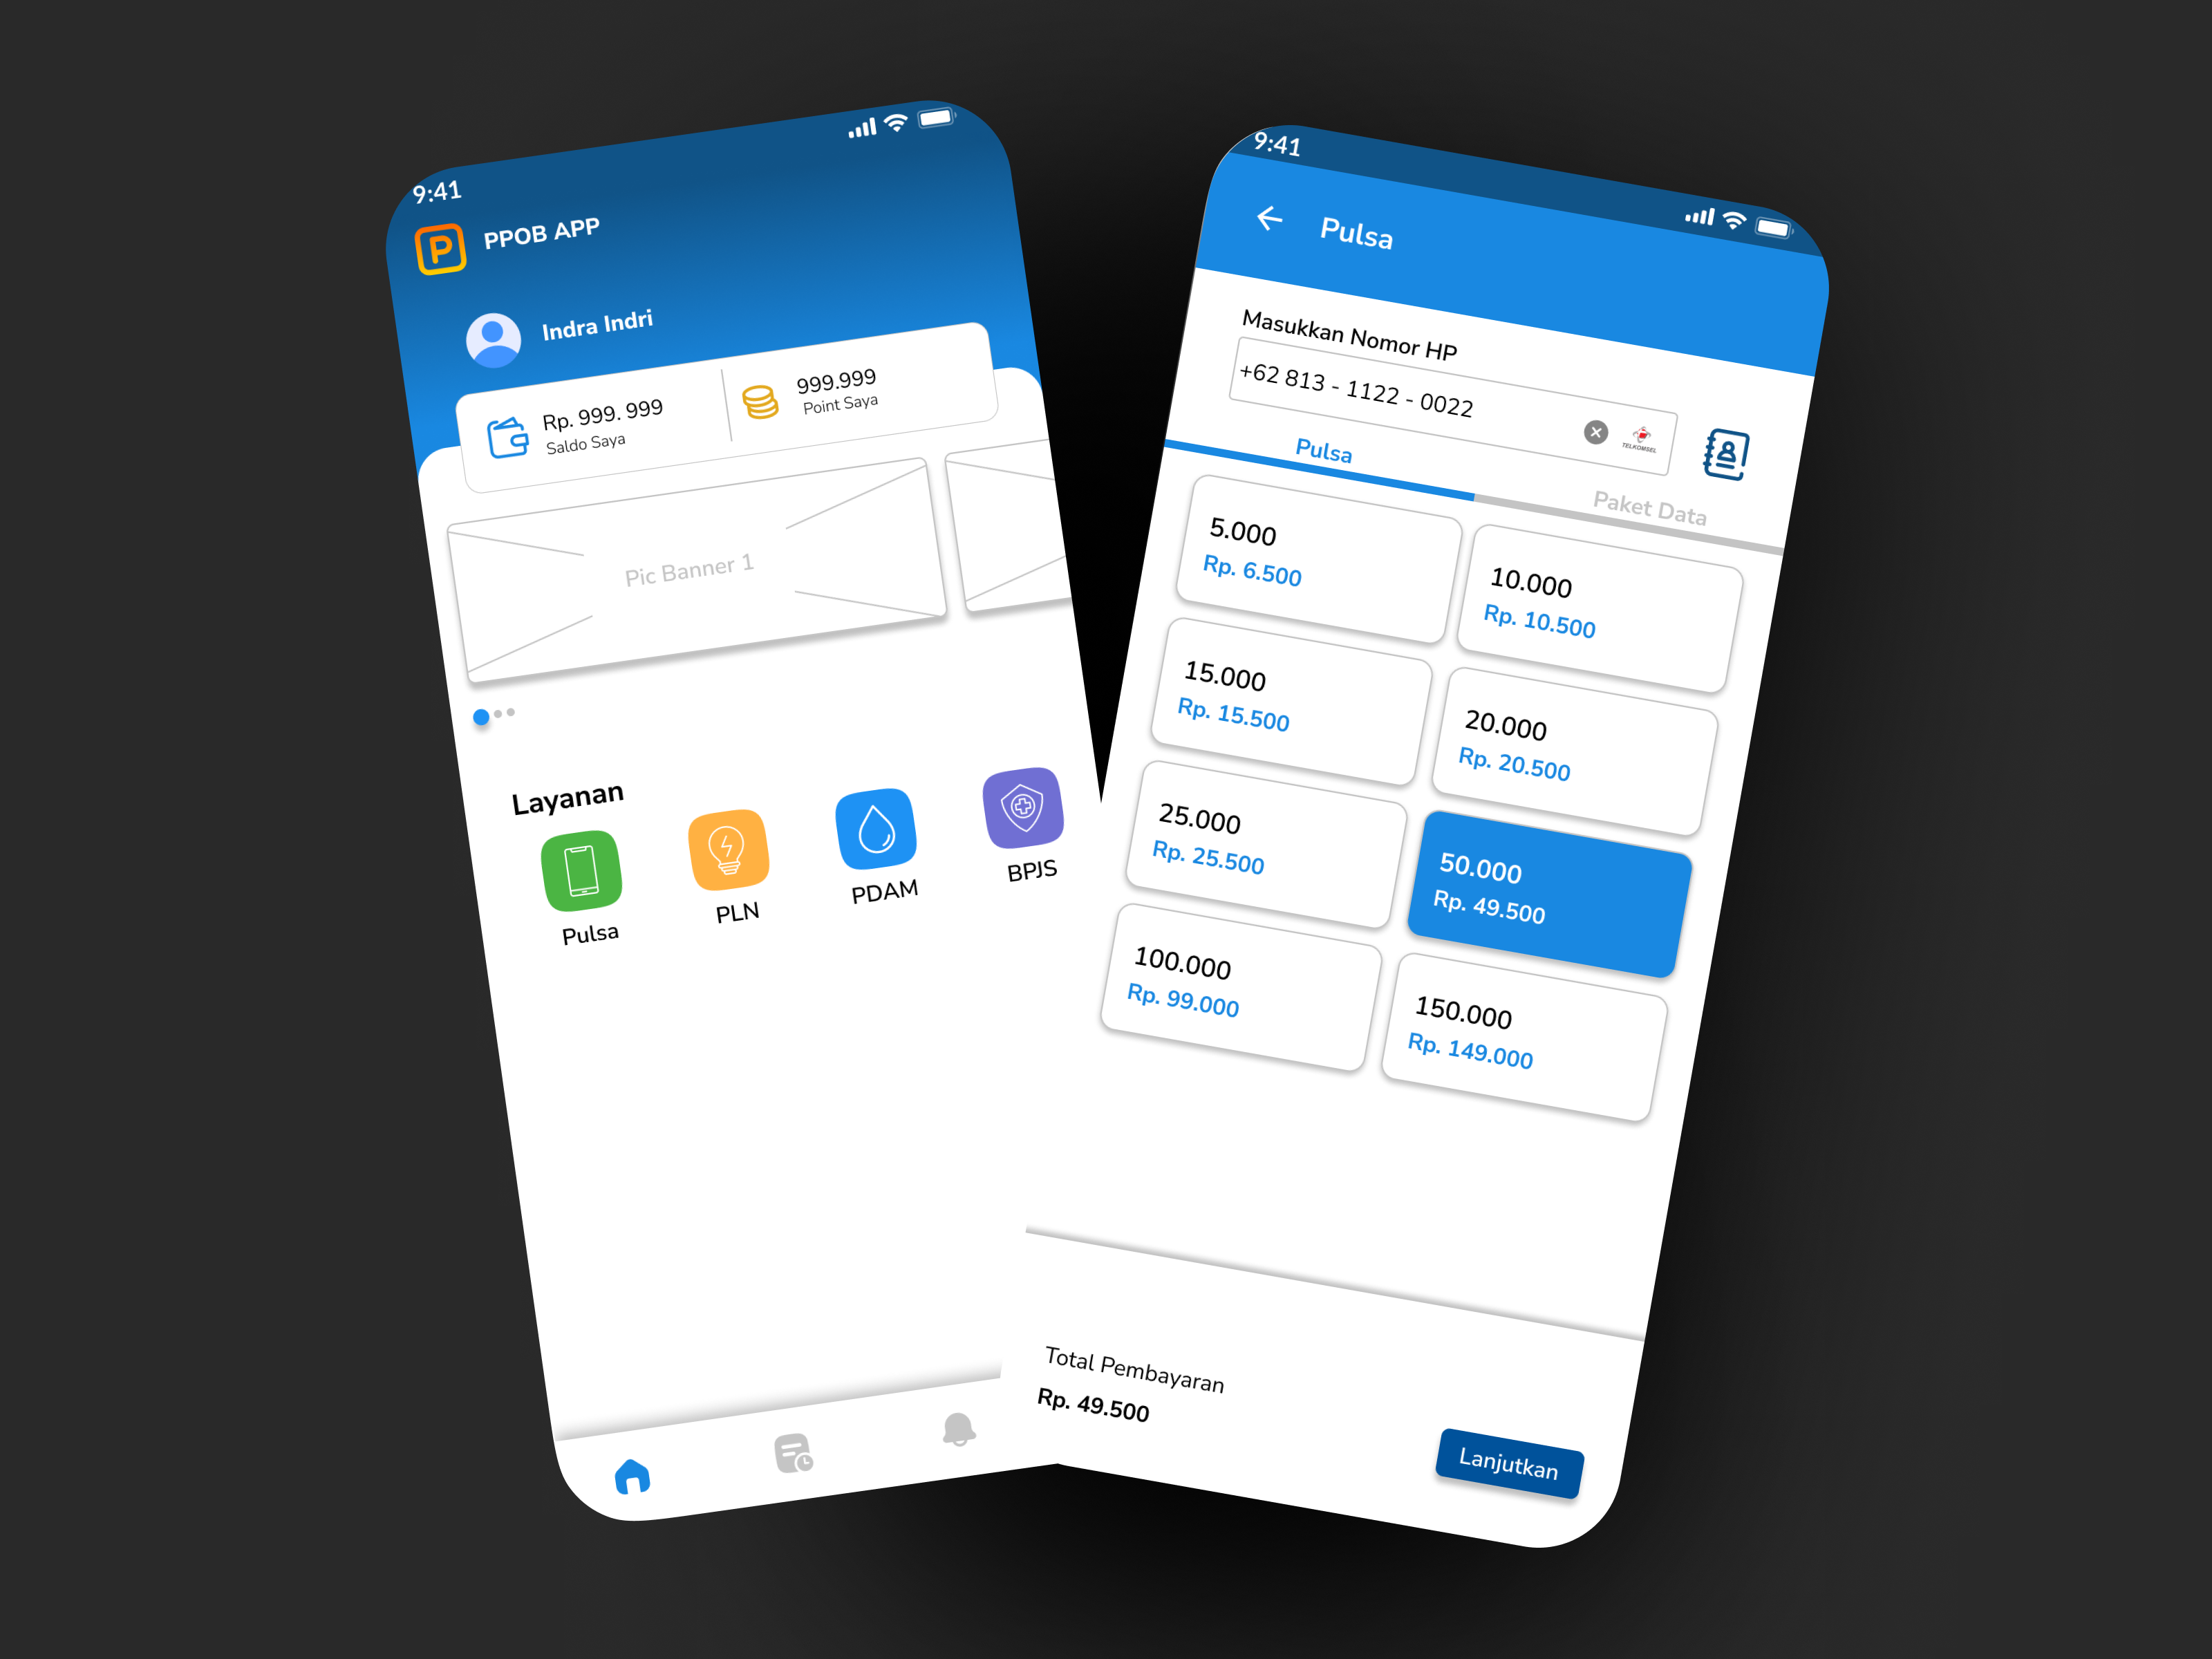 9:41
PPOB APP
Indra Indri
Rp. 999. 999
Saldo Saya
999.999
Point Saya
Pic Banner 1
Layanan
Pulsa
PLN
PDAM
BPJS
9:41
Pulsa
Masukkan Nomor HP
+62 813 - 1122 - 0022
TELKOMSEL
Pulsa
Paket Data
5.000
Rp. 6.500
10.000
Rp. 10.500
15.000
Rp. 15.500
20.000
Rp. 20.500
25.000
Rp. 25.500
50.000
Rp. 49.500
100.000
Rp. 99.000
150.000
Rp. 149.000
Total Pembayaran
Rp. 49.500
Lanjutkan